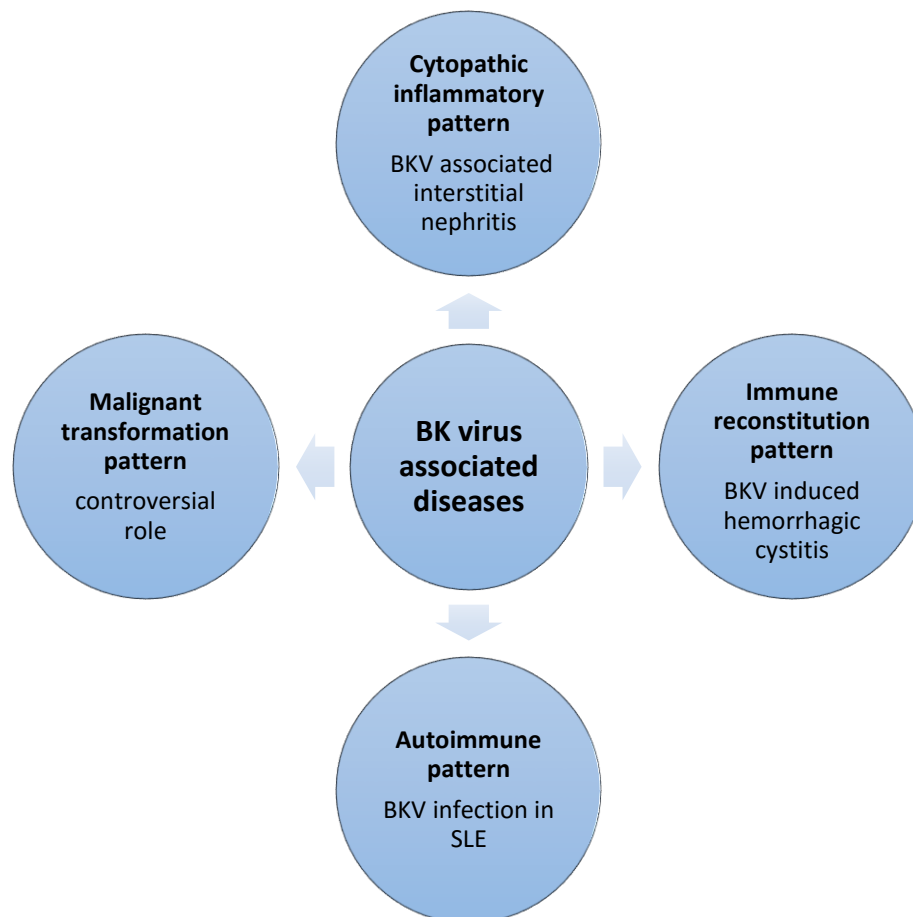 Cytopathic
inflammatory
pattern
BKV associated
interstitial
nephritis
Malignant
transformation
pattern
controversial
role
BK virus
associated
diseases
Immune
reconstitution
pattern
BKV induced
hemorrhagic
cystitis
Autoimmune
pattern
BKV infection in
SLE